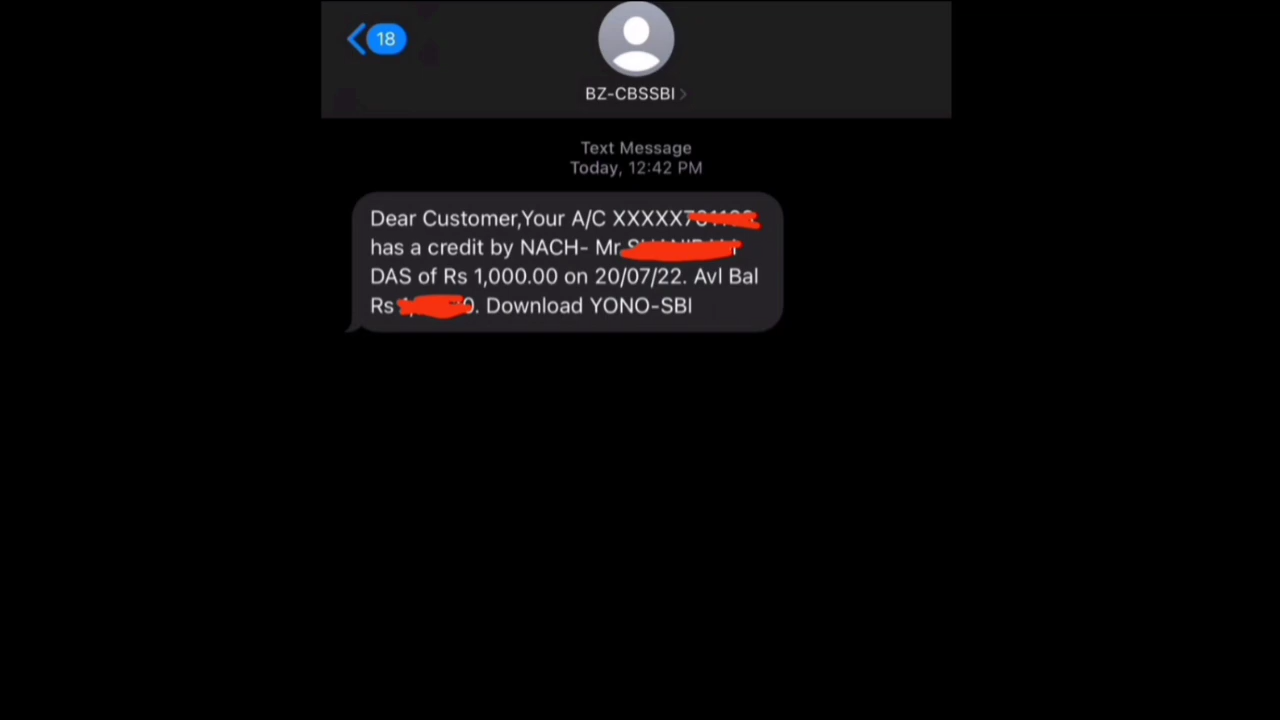 18
BZ-CBSSBI
Text Message
Today, 12:42 PM
Dear Customer,Your A/C
has a credit by NACH- Mr
DAS of Rs 1,000.00 on 20/07/22. Avl Bal
Rs Download YONO-SBI